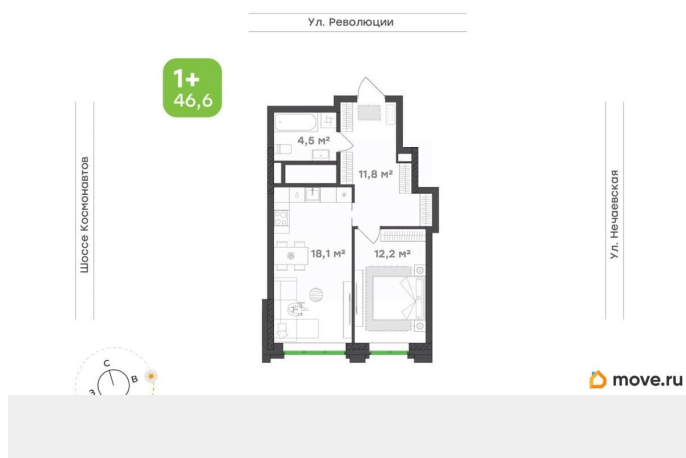 Ул. Революции
1+
46,6
4,5 м²
11,8 м²
Шоссе Космонавтов
Ул. Нечаевская
18,1 м²
12,2 м²
С
В
З
move.ru